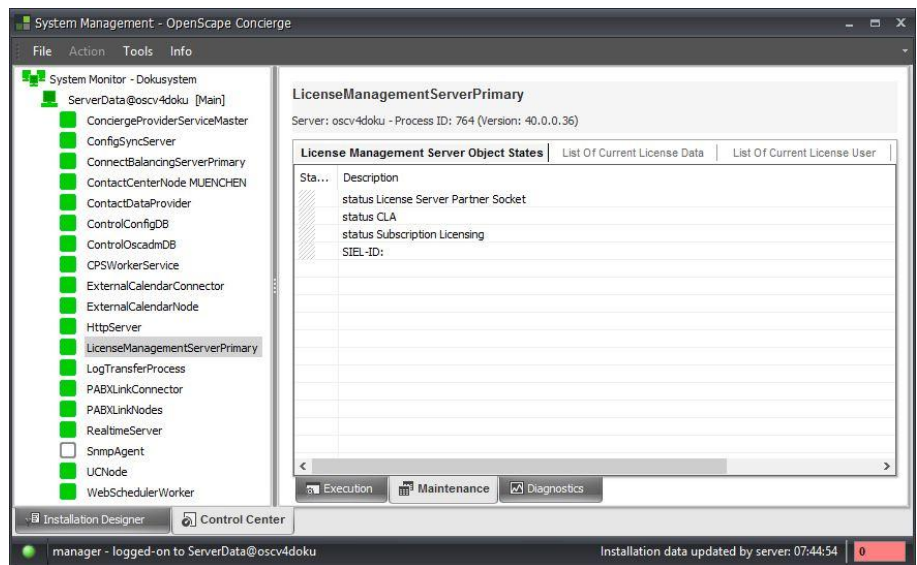 System Management - OpenScape Concierge
File Action Tools Info
System Monitor - Dokusystem
ServerData@oscv4doku [Main]
ConciergeProviderServiceMaster
ConfigSyncServer
ConnectBalancingServerPrimary
ContactCenterNode MUENCHEN
ContactDataProvider
ControlConfigDB
ControlOscadmDB
CPSWorkerService
ExternalCalendarConnector
ExternalCalendarNode
HttpServer
LicenseManagementServerPrimary
LogTransferProcess
PABXLinkConnector
PABXLinkNodes
RealtimeServer
SnmpAgent
UCNode
WebSchedulerWorker
LicenseManagementServerPrimary
Server: oscv4doku - Process ID: 764 (Version: 40.0.0.36)
License Management Server Object States List Of Current License Data List Of Current License User
Sta... Description
status License Server Partner Socket
status CLA
status Subscription Licensing
SIEL-ID:
Execution Maintenance Diagnostics
Installation Designer Control Center
manager - logged-on to ServerData@oscv4doku Installation data updated by server: 07:44:54 0